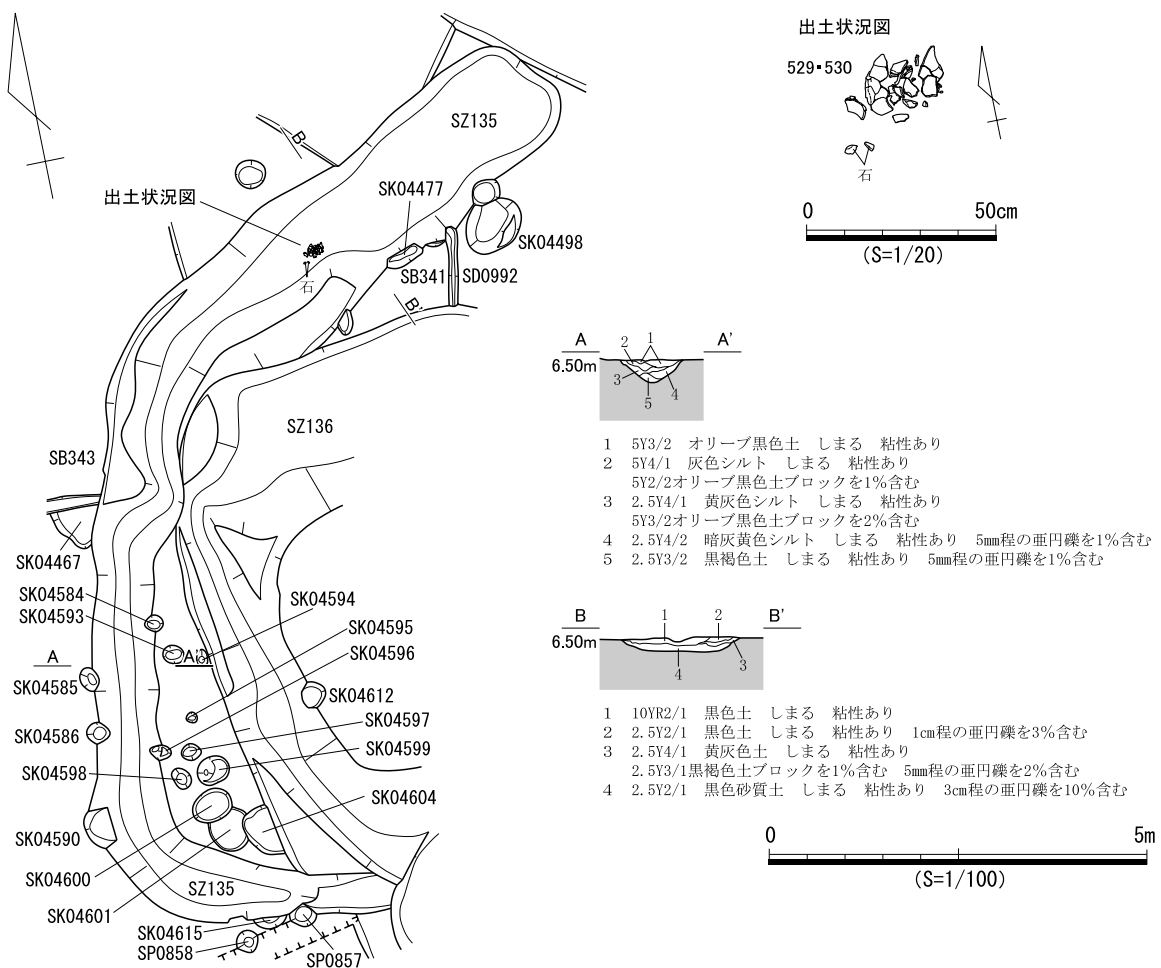 出土状況図
529・530
石
0 50cm
(S=1/20)
SZ135
B
出土状況図
SK04477
SK04498
石
SB341
SD0992
B'
SZ136
SB343
SK04467
SK04584
SK04593
SK04594
SK04595
SK04596
A
A'
SK04585
SK04612
SK04586
SK04597
SK04599
SK04598
SK04604
SK04590
SK04600
SZ135
SK04601
SK04615
SP0858
SP0857
A A'
6.50m
1
2
3
4
5
1 5Y3/2 オリーブ黒色土 しまる 粘性あり
2 5Y4/1 灰色シルト しまる 粘性あり
5Y2/2オリーブ黒色土ブロックを1%含む
3 2.5Y4/1 黄灰色シルト しまる 粘性あり
5Y3/2オリーブ黒色土ブロックを2%含む
4 2.5Y4/2 暗灰黄色シルト しまる 粘性あり 5mm程の亜円礫を1%含む
5 2.5Y3/2 黒褐色土 しまる 粘性あり 5mm程の亜円礫を1%含む
B B'
6.50m
1
2
3
4
1 10YR2/1 黒色土 しまる 粘性あり
2 2.5Y2/1 黒色土 しまる 粘性あり 1cm程の亜円礫を3%含む
3 2.5Y4/1 黄灰色土 しまる 粘性あり
2.5Y3/1黒褐色土ブロックを1%含む 5mm程の亜円礫を2%含む
4 2.5Y2/1 黒色砂質土 しまる 粘性あり 3cm程の亜円礫を10%含む
0 5m
(S=1/100)